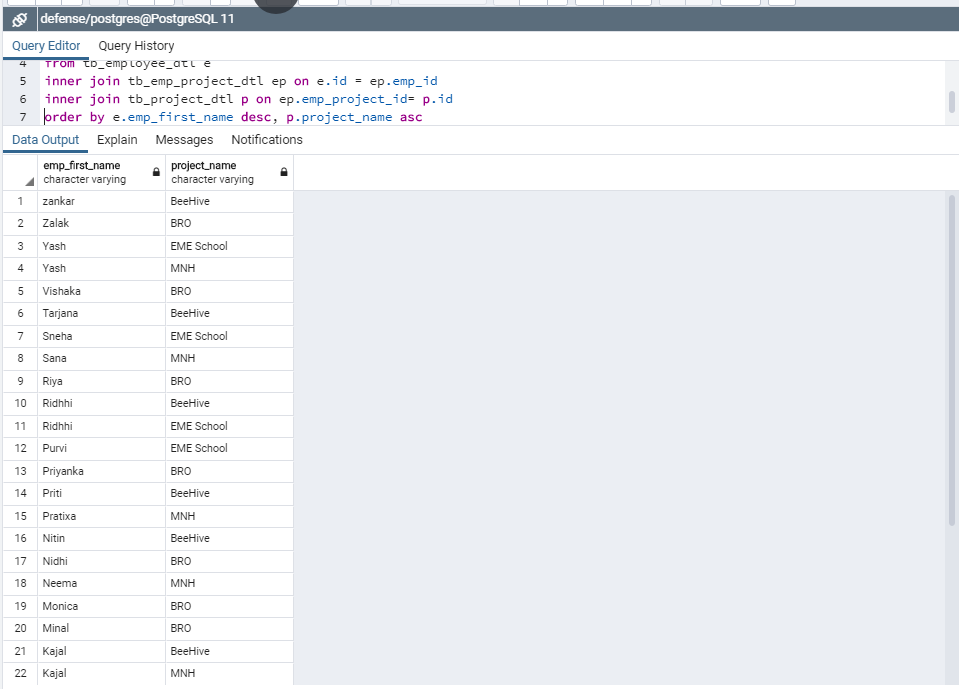 defense/postgres@PostgreSQL 11
Query Editor Query History
4 from tb_employee_dtl e
5 inner join tb_emp_project_dtl ep on e.id = ep.emp_id
6 inner join tb_project_dtl p on ep.emp_project_id= p.id
7 order by e.emp_first_name desc, p.project_name asc
Data Output Explain Messages Notifications
emp_first_name project_name
character varying character varying
1 zankar BeeHive
2 Zalak BRO
3 Yash EME School
4 Yash MNH
5 Vishaka BRO
6 Tarjana BeeHive
7 Sneha EME School
8 Sana MNH
9 Riya BRO
10 Ridhhi BeeHive
11 Ridhhi EME School
12 Purvi EME School
13 Priyanka BRO
14 Priti BeeHive
15 Pratixa MNH
16 Nitin BeeHive
17 Nidhi BRO
18 Neema MNH
19 Monica BRO
20 Minal BRO
21 Kajal BeeHive
22 Kajal MNH